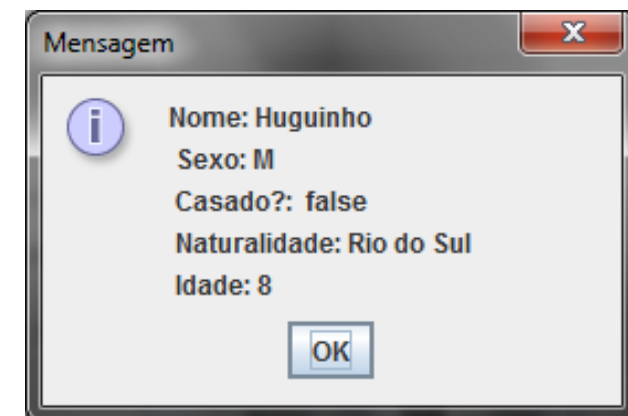 Mensagem
Nome: Huguinho
Sexo: M
Casado?: false
Naturalidade: Rio do Sul
Idade: 8
OK